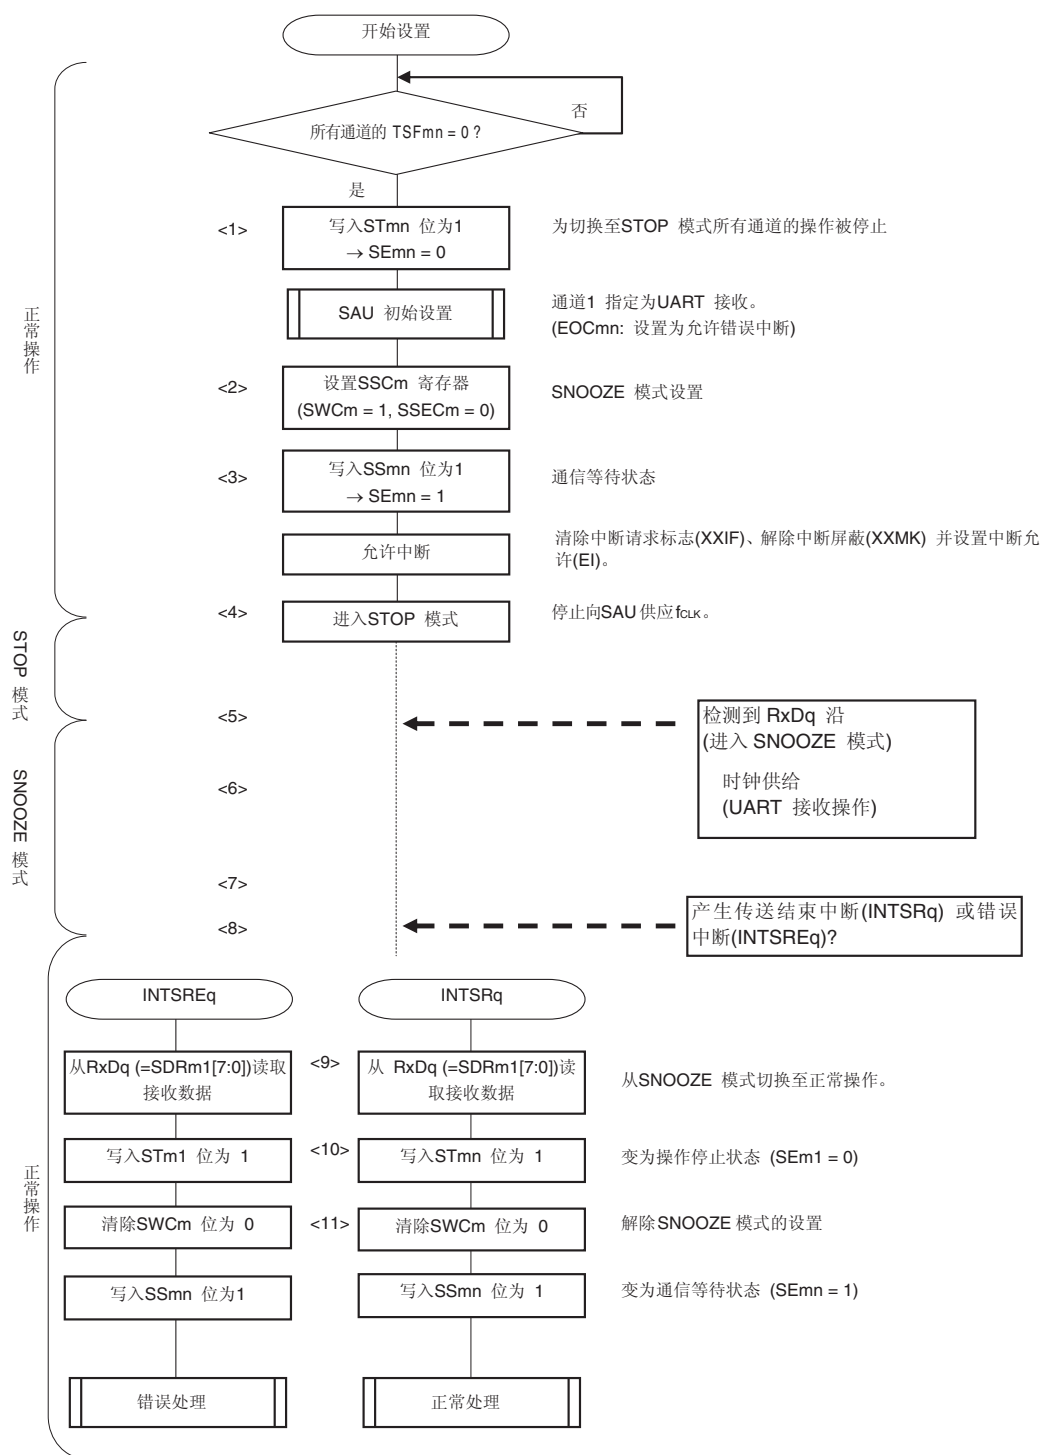 开始设置
否
所有通道的 TSFmn = 0 ?
是
<1>
写入STmn 位为1
→ SEmn = 0
为切换至STOP 模式所有通道的操作被停止
SAU 初始设置
通道1 指定为UART 接收。
(EOCmn: 设置为允许错误中断)
正常操作
<2>
设置SSCm 寄存器
(SWCm = 1, SSECm = 0)
SNOOZE 模式设置
<3>
写入SSmn 位为1
→ SEmn = 1
通信等待状态
允许中断
清除中断请求标志(XXIF)、解除中断屏蔽(XXMK) 并设置中断允
许(EI)。
<4>
进入STOP 模式
停止向SAU供应fCLK。
STOP 模式
<5>
检测到 RxDq 沿
(进入 SNOOZE 模式)
时钟供给
(UART 接收操作)
SNOOZE 模式
<6>
<7>
<8>
产生传送结束中断(INTSRq) 或错误
中断(INTSREq)?
INTSREq
INTSRq
从RxDq (=SDRm1[7:0])读取
接收数据
<9>
从 RxDq (=SDRm1[7:0])读
取接收数据
从SNOOZE 模式切换至正常操作。
写入STm1 位为 1
<10>
写入STmn 位为 1
变为操作停止状态 (SEm1 = 0)
正常操作
清除SWCm 位为 0
<11>
清除SWCm 位为 0
解除SNOOZE模式的设置
写入SSmn 位为1
写入SSmn 位为 1
变为通信等待状态 (SEmn = 1)
错误处理
正常处理